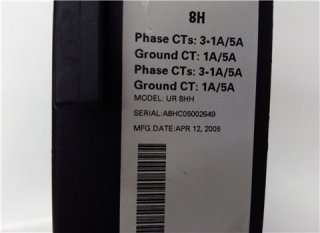 8H
Phase CTs: 3-1A/5A
Ground CT: 1A/5A
Phase CTs: 3-1A/5A
Ground CT: 1A/5A
MODEL: UR 8HH
SERIAL: A8HC05002649
MFG.DATE: APR 12, 2005